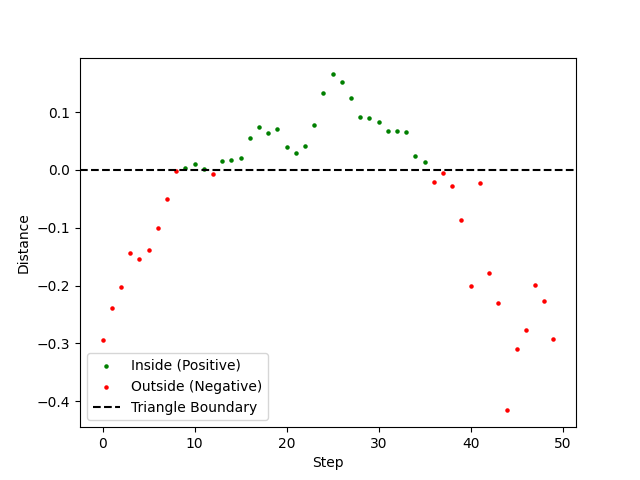 0.1
0.0
−0.1
−0.2
−0.3
−0.4
Distance
Inside (Positive)
Outside (Negative)
Triangle Boundary
0 10 20 30 40 50
Step